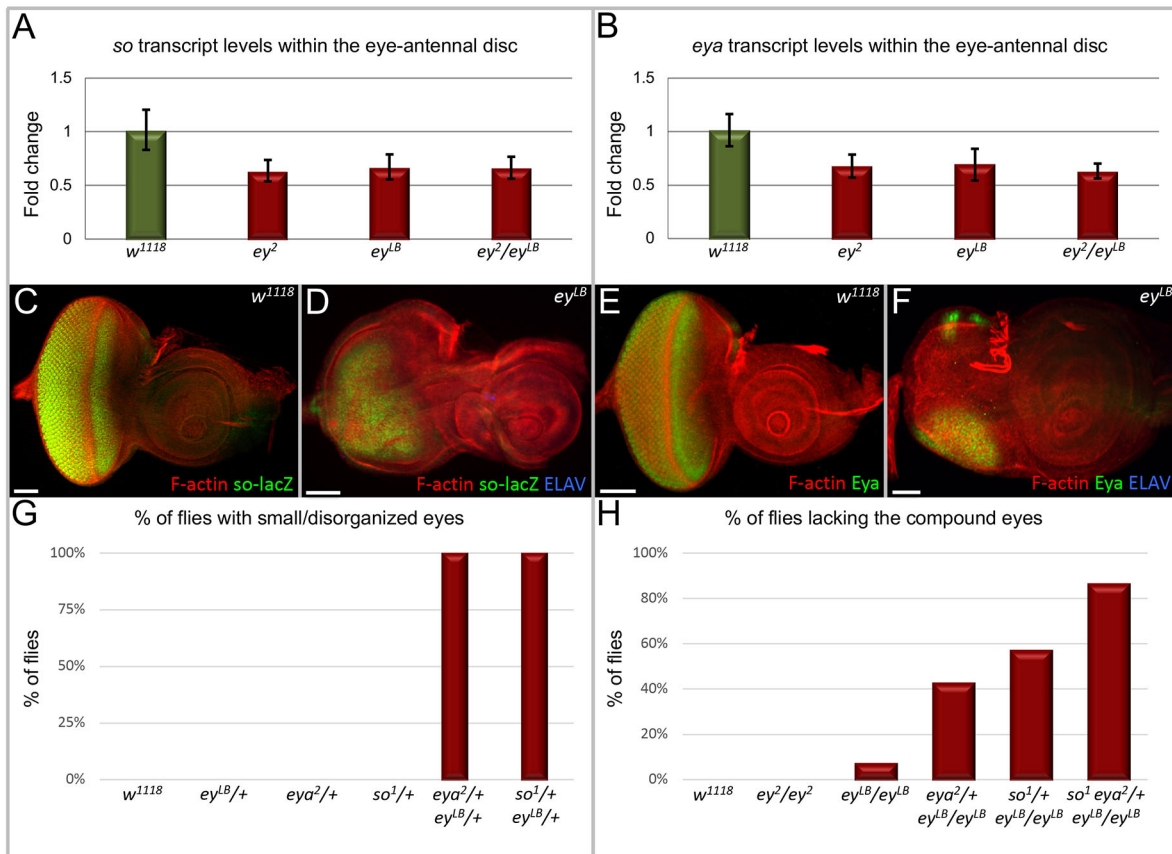 A
so transcript levels within the eye-antennal disc
Fold change
1.5
1
0.5
0
w1118
ey2
eyLB
ey2/eyLB
B
eya transcript levels within the eye-antennal disc
Fold change
1.5
1
0.5
0
w1118
ey2
eyLB
ey2/eyLB
C
w1118
F-actin so-lacZ
D
eyLB
F-actin so-lacZ ELAV
E
w1118
F-actin Eya
F
eyLB
F-actin Eya ELAV
G
% of flies with small/disorganized eyes
% of flies
100%
75%
50%
25%
0%
w1118
eyLB/+
eya2/+
so1/+
eya2/+
eyLB/+
so1/+
eyLB/+
H
% of flies lacking the compound eyes
% of flies
100%
80%
60%
40%
20%
0%
w1118
ey2/ey2
eyLB/eyLB
eya2/+
eyLB/eyLB
so1/+
eyLB/eyLB
so1 eya2/+
eyLB/eyLB